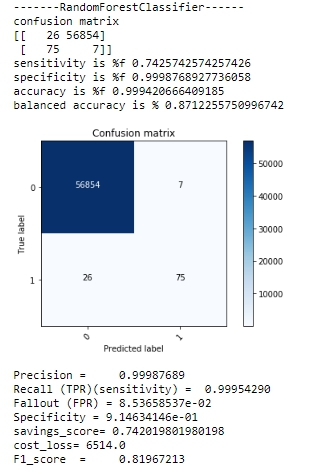 -------RandomForestClassifier------
confusion matrix
[[   26 56854]
 [   75     7]]
sensitivity is %f 0.7425742574257426
specificity is %f 0.9998768927736058
accuracy is %f 0.999420666409185
balanced accuracy is % 0.8712255750996742
Confusion matrix
0
56854
7
1
26
75
True label
0
1
Predicted label
50000
40000
30000
20000
10000
Precision =     0.99987689
Recall (TPR)(sensitivity) =  0.99954290
Fallout (FPR) = 8.53658537e-02
Specificity = 9.14634146e-01
savings_score= 0.742019801980198
cost_loss= 6514.0
F1_score  =     0.81967213